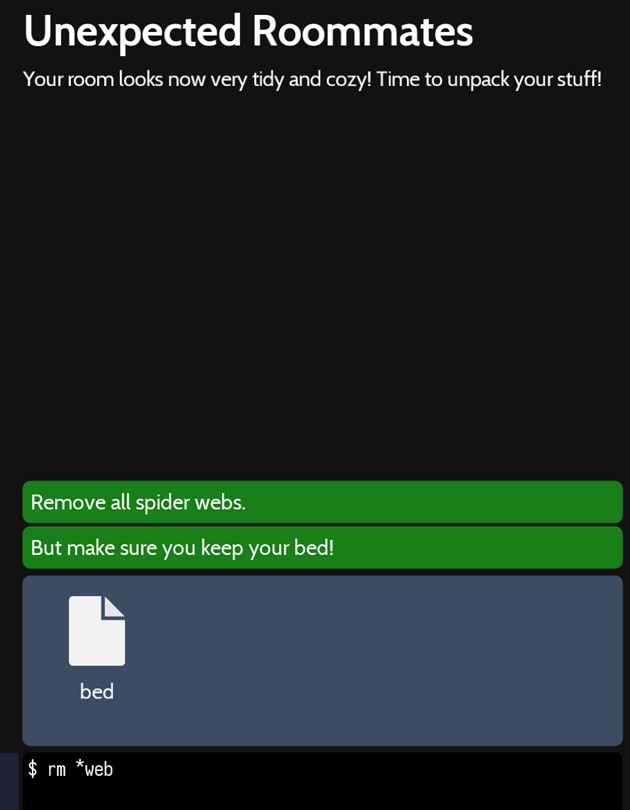 Unexpected Roommates
Your room looks now very tidy and cozy! Time to unpack your stuff!
Remove all spider webs.
But make sure you keep your bed!
bed
$ rm *web